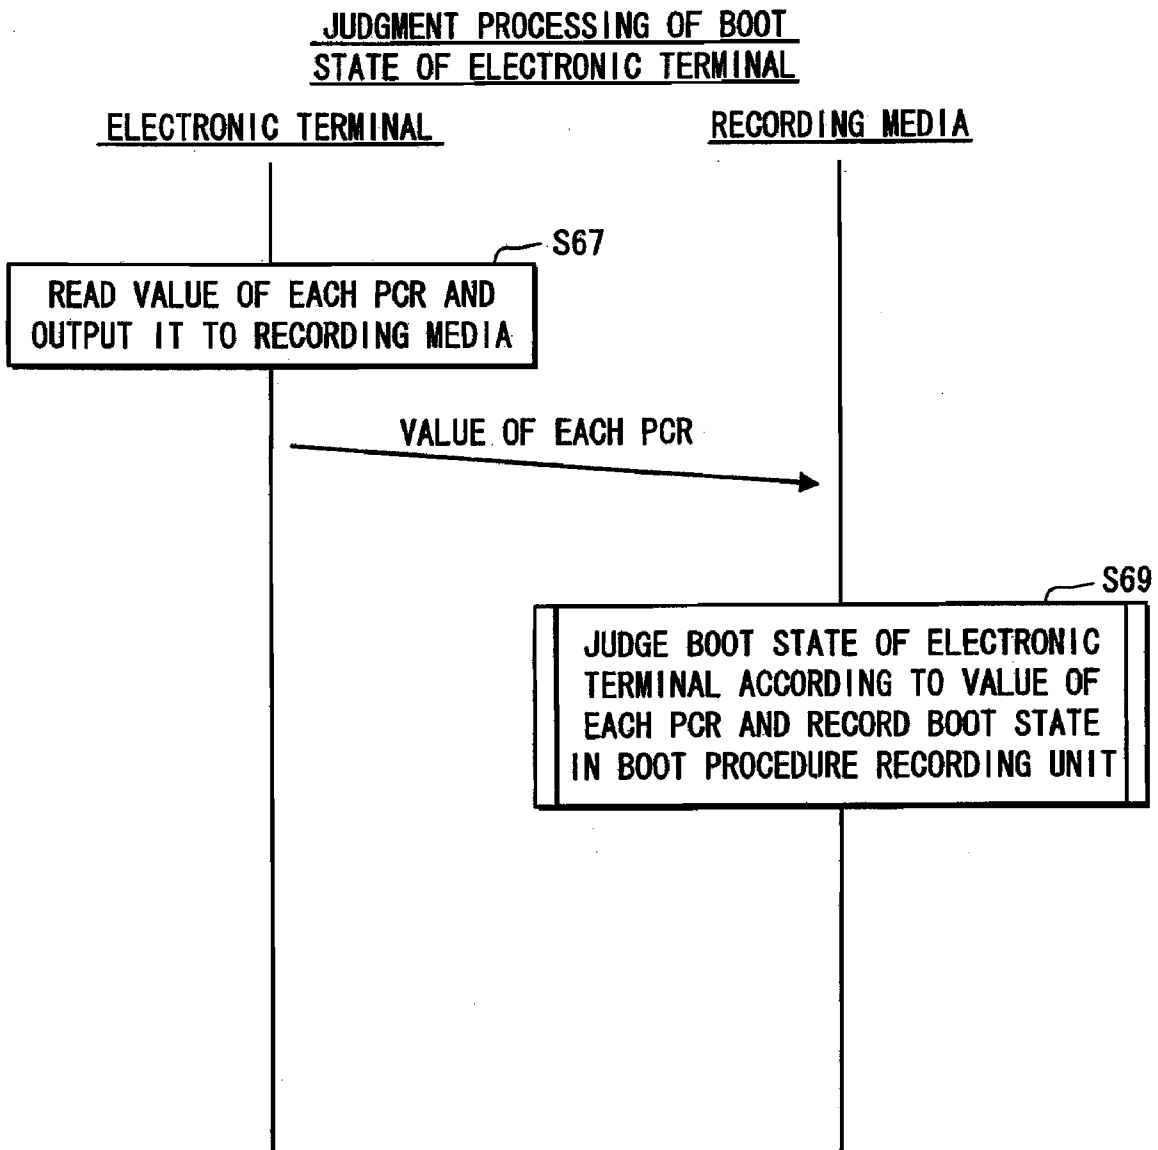 JUDGMENT PROCESSING OF BOOT
STATE OF ELECTRONIC TERMINAL
ELECTRONIC TERMINAL
RECORDING MEDIA
S67
READ VALUE OF EACH PCR AND
OUTPUT IT TO RECORDING MEDIA
VALUE OF EACH PCR
S69
JUDGE BOOT STATE OF ELECTRONIC
TERMINAL ACCORDING TO VALUE OF
EACH PCR AND RECORD BOOT STATE
IN BOOT PROCEDURE RECORDING UNIT